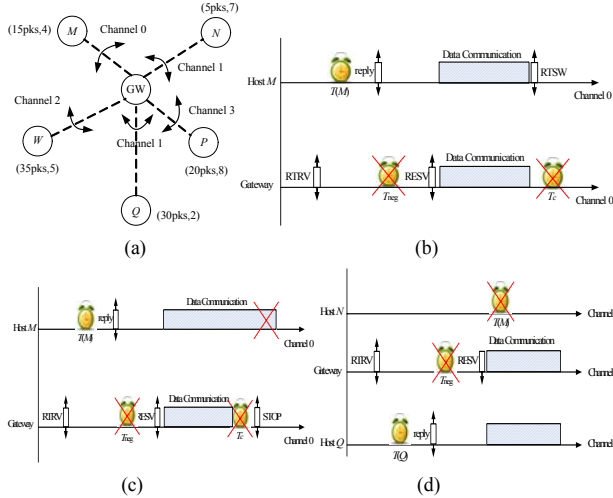 (15pks,4)
M
Channel 0
(5pks,7)
N
Channel 1
GW
Channel 2
Channel 3
W
Channel 1
P
(35pks,5)
(20pks,8)
Q
(30pks,2)
(a)
Data Communication
reply
RTSW
Host M
T(M)
Channel 0
Data Communication
RTRV
RESV
Gateway
Tneg
Tc
Channel 0
(b)
Data Communication
reply
Host M
T(M)
Channel 0
Data Communication
RTRV
RESV
STOP
Gateway
Tneg
Tc
Channel 0
(c)
Host N
T(M)
Channel
Data Communication
RTRV
RESV
Gateway
Tneg
Channel
reply
Host Q
T(Q)
Channel
(d)